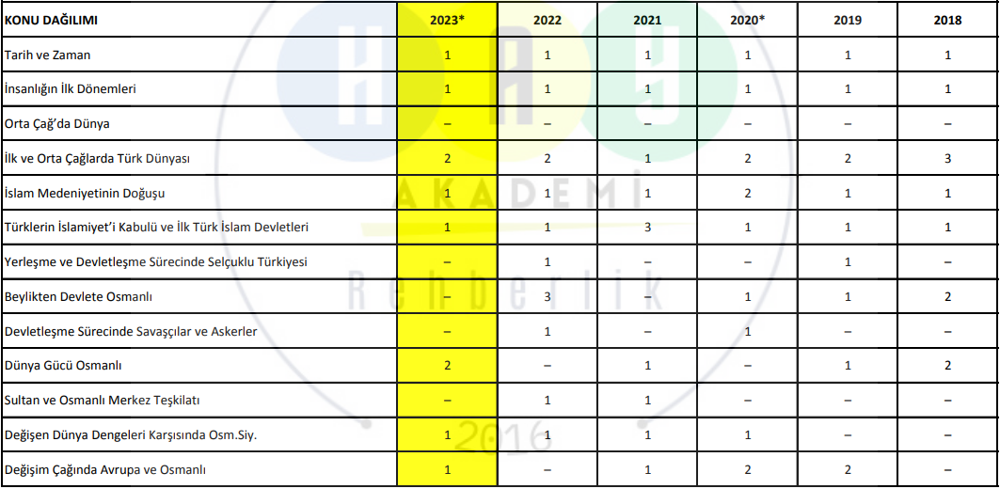 KONU DAĞILIMI 2023* 2022 2021 2020* 2019 2018
Tarih ve Zaman 1 1 1 1 1 1
İnsanlığın İlk Dönemleri 1 1 1 1 1 1
Orta Çağ’da Dünya – – – – – –
İlk ve Orta Çağlarda Türk Dünyası 2 2 1 2 2 3
İslam Medeniyetinin Doğuşu 1 1 1 2 1 1
Türklerin İslamiyet’i Kabulü ve İlk Türk İslam Devletleri 1 1 3 1 1 1
Yerleşme ve Devletleşme Sürecinde Selçuklu Türkiyesi – 1 – – 1 –
Beylikten Devlete Osmanlı – 3 – 1 1 2
Devletleşme Sürecinde Savaşçılar ve Askerler – 1 – 1 – –
Dünya Gücü Osmanlı 2 – 1 – 1 2
Sultan ve Osmanlı Merkez Teşkilatı – 1 1 – – –
Değişen Dünya Dengeleri Karşısında Osm.Siy. 1 1 1 1 – –
Değişim Çağında Avrupa ve Osmanlı 1 – 1 2 2 –
HAY
AKADEMİ
Rehberlik
2016